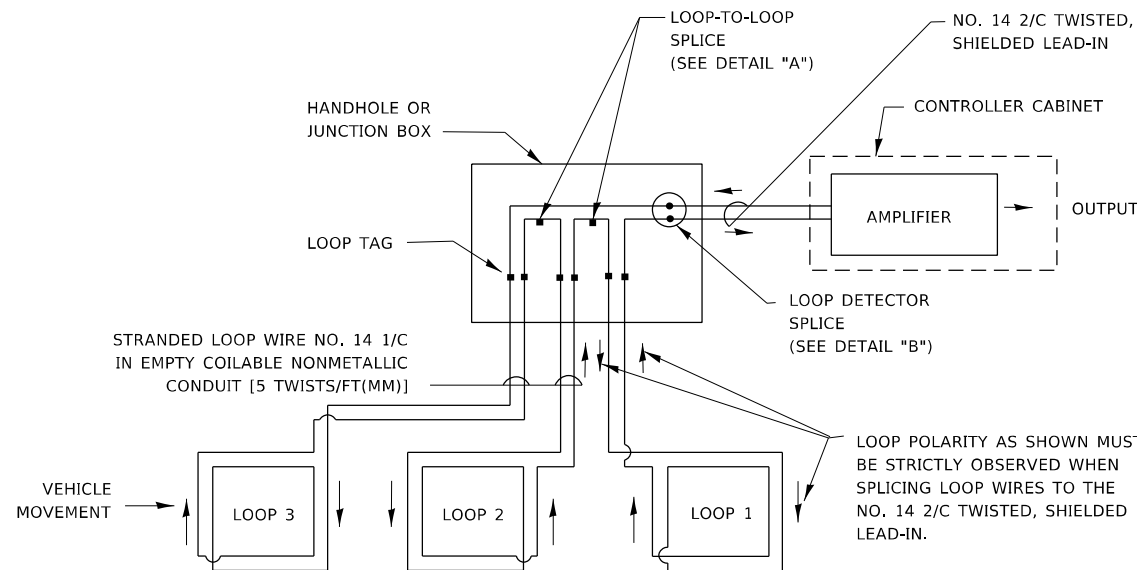 LOOP-TO-LOOP
SPLICE
(SEE DETAIL "A")
NO. 14 2/C TWISTED,
SHIELDED LEAD-IN
HANDHOLE OR
JUNCTION BOX
CONTROLLER CABINET
AMPLIFIER
OUTPUT
LOOP TAG
LOOP DETECTOR
SPLICE
(SEE DETAIL "B")
STRANDED LOOP WIRE NO. 14 1/C
IN EMPTY COILABLE NONMETALLIC
CONDUIT [5 TWISTS/FT(MM)]
LOOP POLARITY AS SHOWN MUST
BE STRICTLY OBSERVED WHEN
SPLICING LOOP WIRES TO THE
NO. 14 2/C TWISTED, SHIELDED
LEAD-IN.
VEHICLE
MOVEMENT
LOOP 3
LOOP 2
LOOP 1